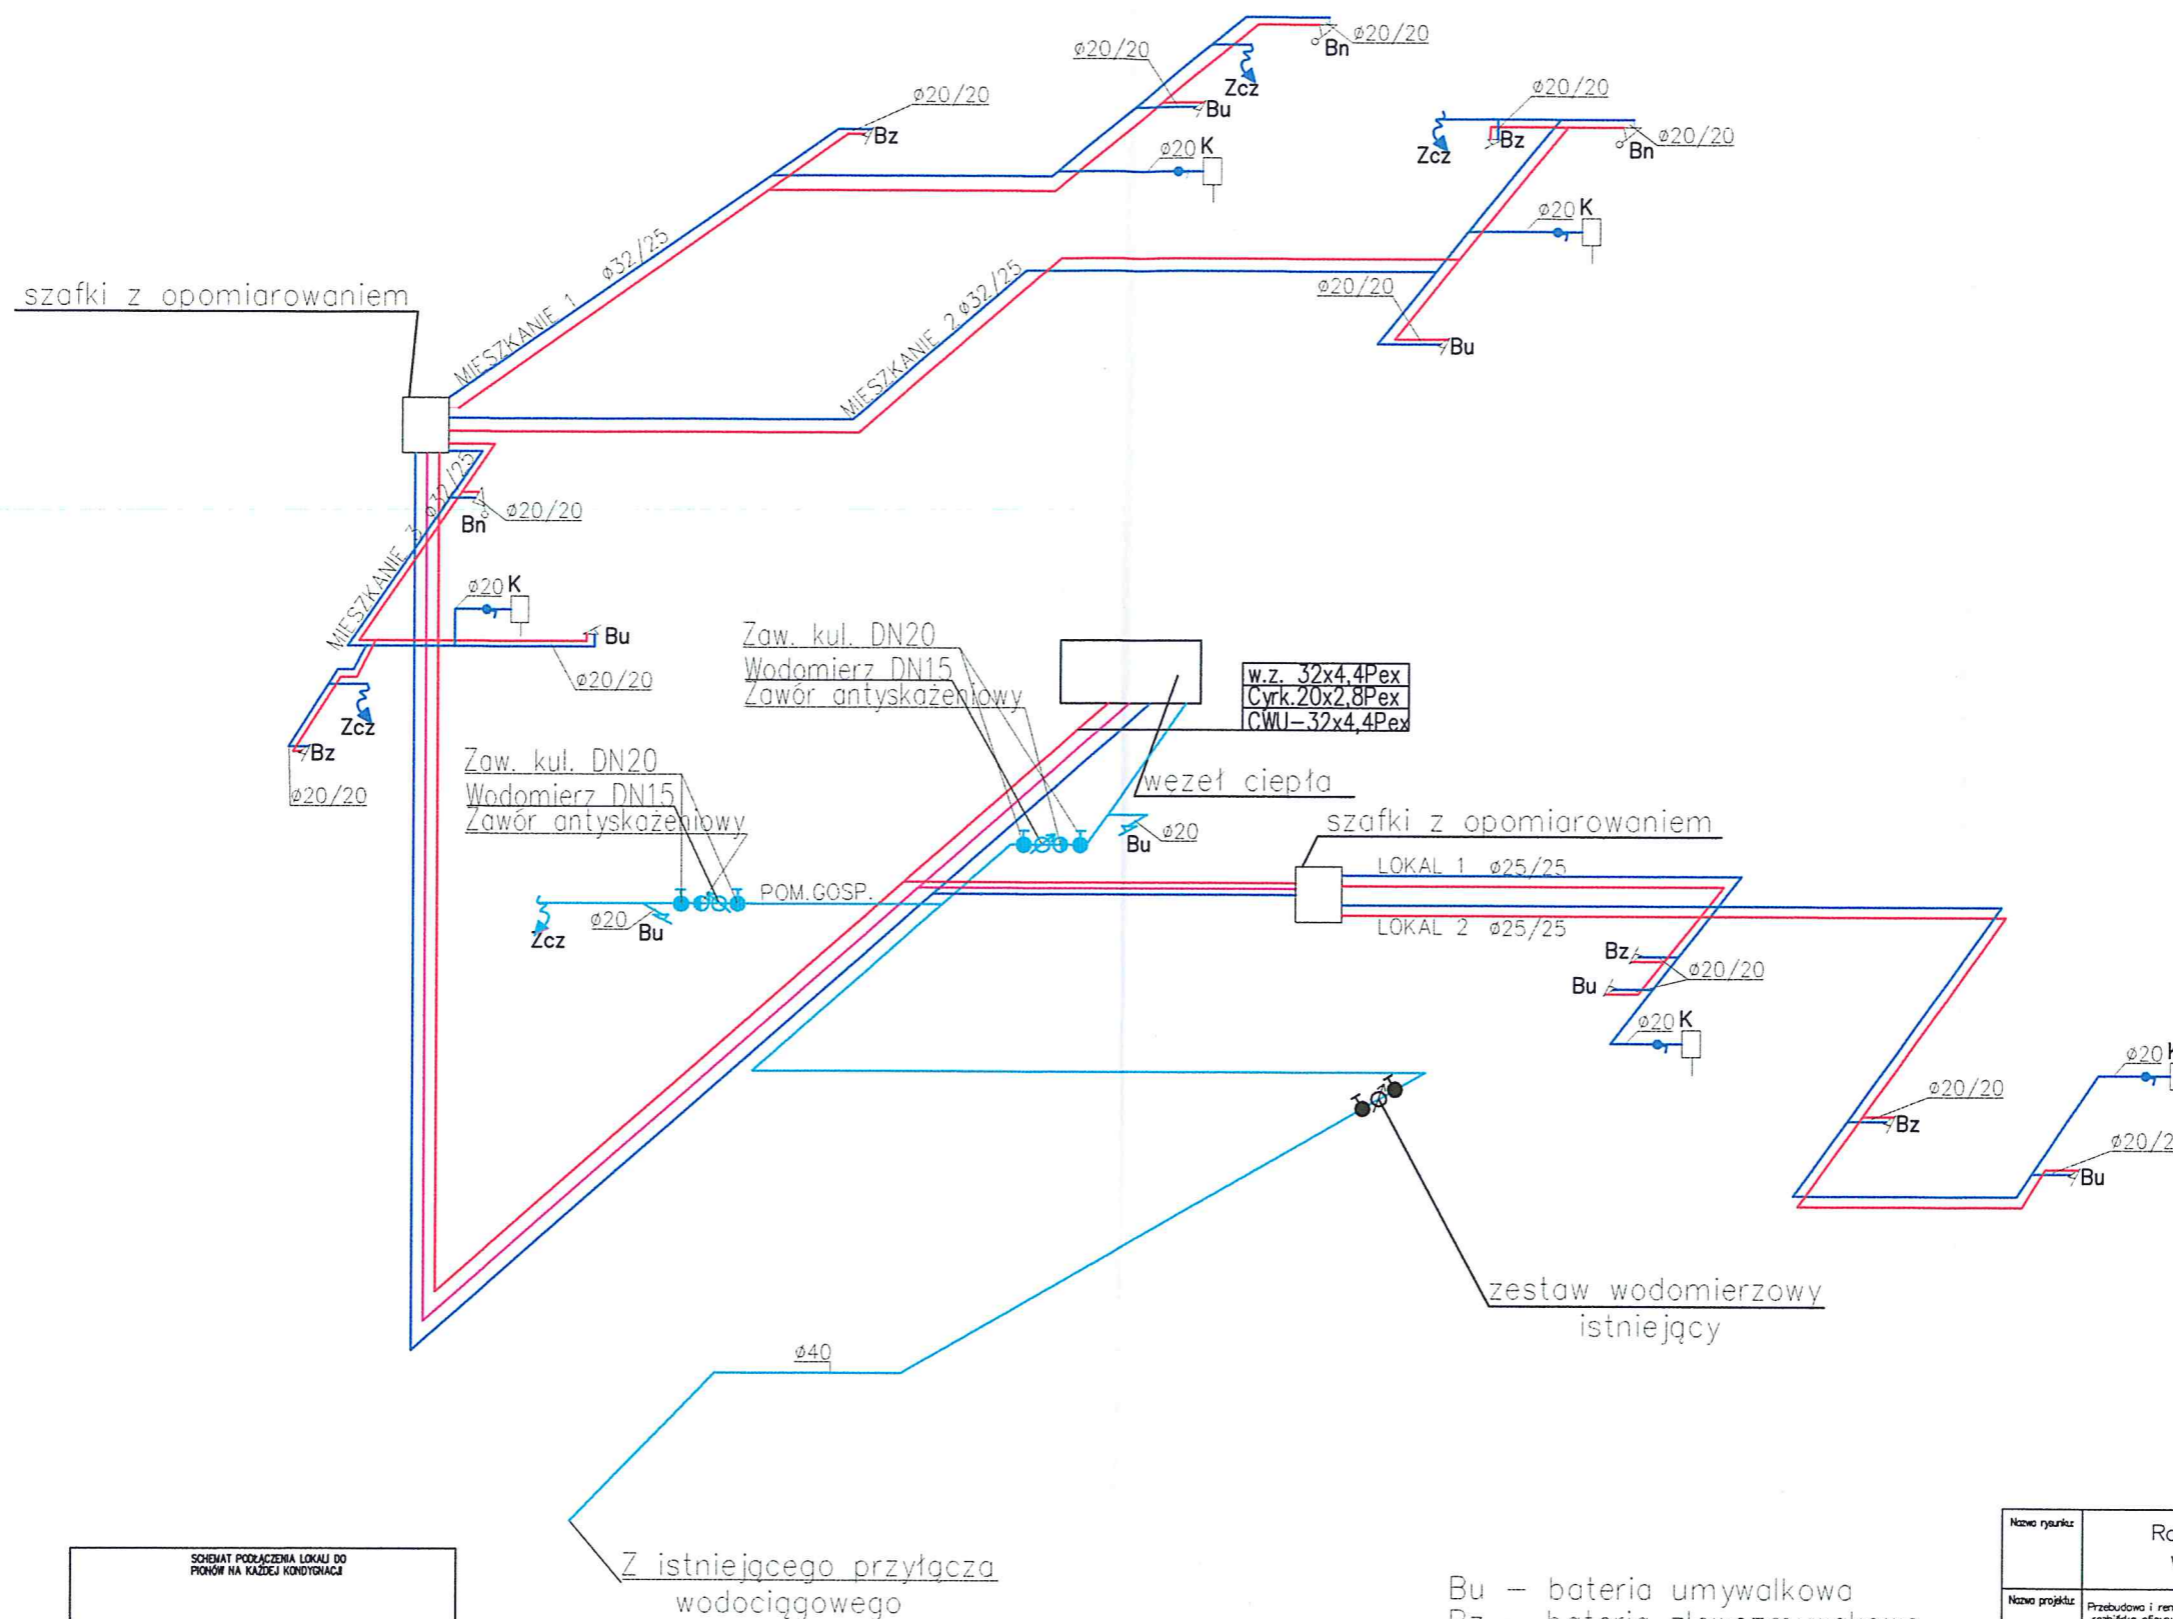 ø20/20
Bn
ø20/20
Zcz
Bu
ø20/20
Bz
ø20 K
ø20/20
Bz
Zcz
Bn
ø20/20
ø20 K
ø20/20
Bu
MIESZKANIE 1 ø32/25
MIESZKANIE 2 ø32/25
szafki z opomiarowaniem
MIESZKANIE 3 ø32/25
Bn
ø20/20
ø20 K
Bu
ø20/20
Zcz
Bz
ø20/20
Zaw. kul. DN20
Wodomierz DN15
Zawór antyskażeniowy
w.z. 32x4,4Pex
Cyrk.20x2,8Pex
CWU-32x4,4Pex
węzeł ciepła
Zaw. kul. DN20
Wodomierz DN15
Zawór antyskażeniowy
Bu
ø20
POM.GOSP.
Zcz
ø20
Bu
szafki z opomiarowaniem
LOKAL 1 ø25/25
LOKAL 2 ø25/25
Bz
ø20/20
Bu
ø20 K
ø20/20
Bz
ø20
Bu
zestaw wodomierzowy
istniejący
ø40
Z istniejącego przyłącza
wodociągowego
SCHEMAT PODŁĄCZENIA LOKALI DO
PIONÓW NA KAŻDEJ KONDYGNACJI
Bu – bateria umywalkowa
Nazwa rysunku:
Nazwa projektu:
Przebudowa i